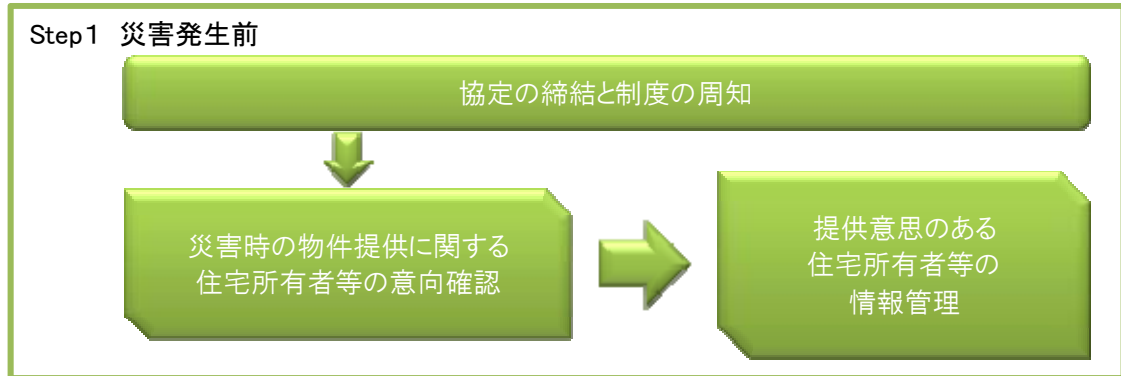 Step1 災害発生前
協定の締結と制度の周知
災害時の物件提供に関する
住宅所有者等の意向確認
提供意思のある
住宅所有者等の
情報管理